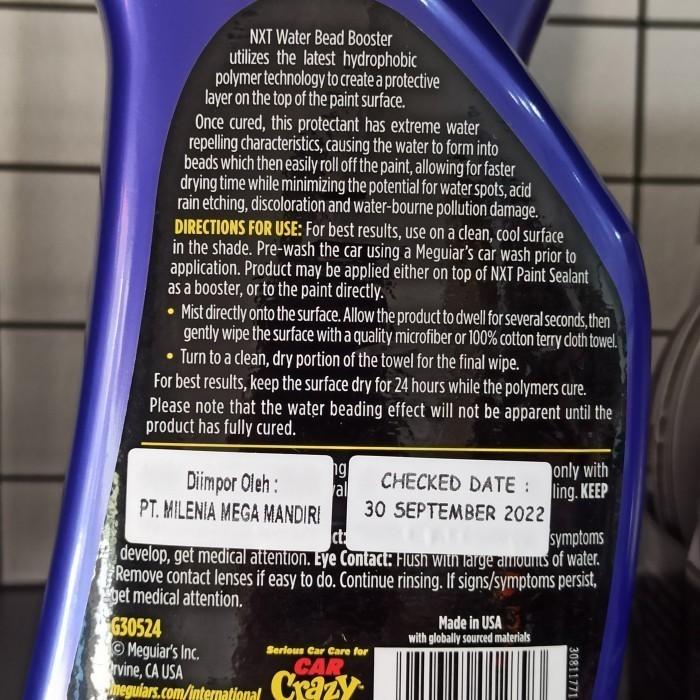 NXT Water Bead Booster
utilizes the latest hydrophobic
polymer technology to create a protective
layer on the top of the paint surface.
Once cured, this protectant has extreme water
repelling characteristics, causing the water to form into
beads which then easily roll off the paint, allowing for faster
drying time while minimizing the potential for water spots, acid
rain etching, discoloration and water-bourne pollution damage.
DIRECTIONS FOR USE: For best results, use on a clean, cool surface
in the shade. Pre-wash the car using a Meguiar's car wash prior to
application. Product may be applied either on top of NXT Paint Sealant
as a booster, or to the paint directly.
• Mist directly onto the surface. Allow the product to dwell for several seconds, then
gently wipe the surface with a quality microfiber or 100% cotton terry cloth towel.
• Turn to a clean, dry portion of the towel for the final wipe.
For best results, keep the surface dry for 24 hours while the polymers cure.
Please note that the water beading effect will not be apparent until the
product has fully cured.
only with
KEEP
Diimpor Oleh :
PT. MILENIA MEGA MANDIRI
CHECKED DATE :
30 SEPTEMBER 2022
symptoms
develop, get medical attention. Eye Contact: Flush with large amounts of water.
Remove contact lenses if easy to do. Continue rinsing. If signs/symptoms persist,
get medical attention.
G30524
© Meguiar's Inc.
Irvine, CA USA
meguiars.com/international
Serious Car Care for
CAR
Crazy
Made in USA
with globally sourced materials